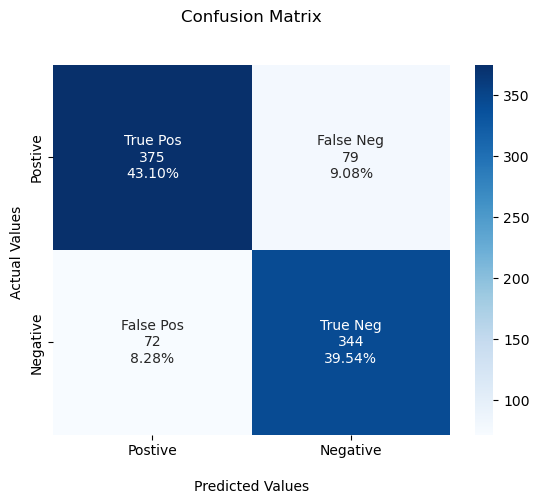 Confusion Matrix
True Pos
375
43.10%
False Neg
79
9.08%
False Pos
72
8.28%
True Neg
344
39.54%
Postive
Negative
Actual Values
Postive
Negative
Predicted Values
350
300
250
200
150
100